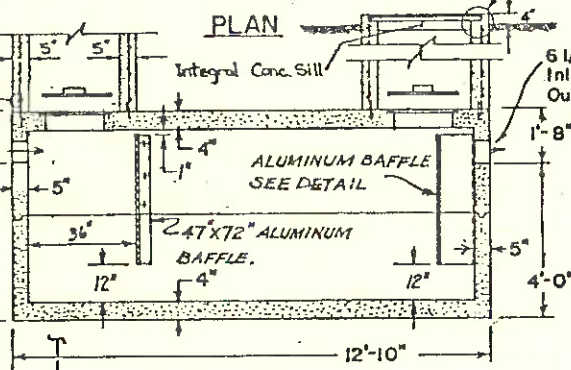 PLAN
4"
5"
5"
Integral Conc. Sill
6
Inl
Ou
1'-8"
4"
1"
ALUMINUM BAFFLE
SEE DETAIL
5"
36"
47"x72" ALUMINUM
BAFFLE.
5"
12"
4"
12"
4'-0"
12'-10"